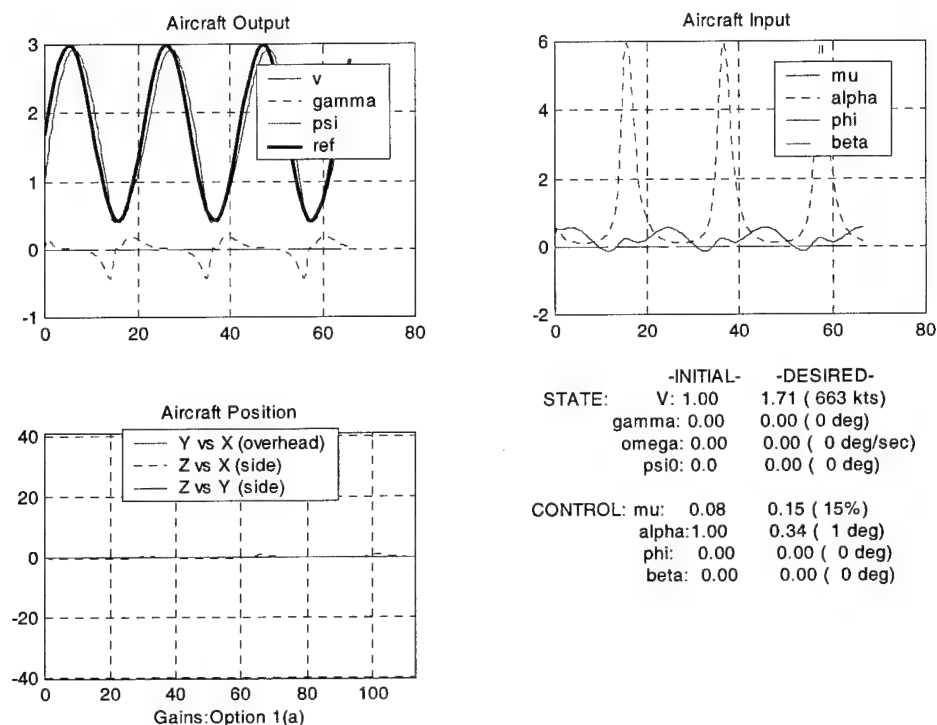 Aircraft Output
3
2
1
0
-1
0 20 40 60 80
v
gamma
psi
ref
Aircraft Input
6
4
2
0
-2
0 20 40 60 80
mu
alpha
phi
beta
Aircraft Position
40
20
0
-20
-40
0 20 40 60 80 100
Y vs X (overhead)
Z vs X (side)
Z vs Y (side)
Gains:Option 1(a)
-INITIAL- -DESIRED-
STATE: V: 1.00 1.71 ( 663 kts)
gamma: 0.00 0.00 ( 0 deg)
omega: 0.00 0.00 ( 0 deg/sec)
psi0: 0.0 0.00 ( 0 deg)
CONTROL: mu: 0.08 0.15 ( 15%)
alpha:1.00 0.34 ( 1 deg)
phi: 0.00 0.00 ( 0 deg)
beta: 0.00 0.00 ( 0 deg)